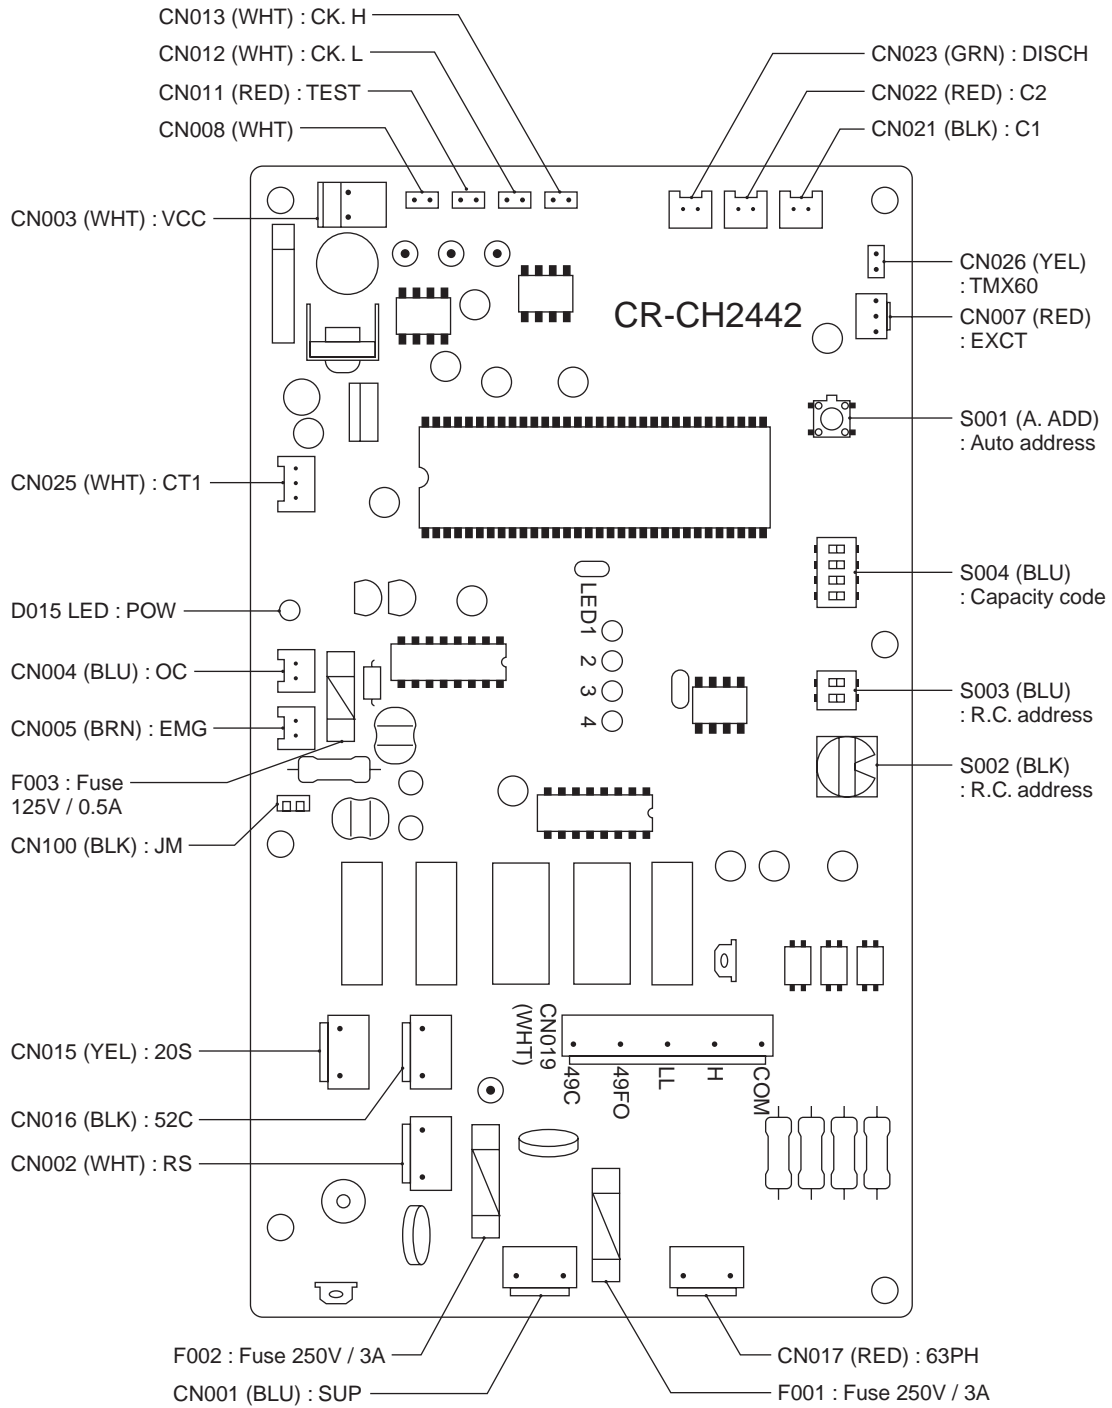 CN013 (WHT) : CK. H
CN012 (WHT) : CK. L
CN011 (RED) : TEST
CN008 (WHT)
CN023 (GRN) : DISCH
CN022 (RED) : C2
CN021 (BLK) : C1
CN003 (WHT) : VCC
CN026 (YEL)
: TMX60
CN007 (RED)
: EXCT
CR-CH2442
S001 (A. ADD)
: Auto address
CN025 (WHT) : CT1
S004 (BLU)
: Capacity code
D015 LED : POW
LED1
2
3
4
CN004 (BLU) : OC
CN005 (BRN) : EMG
S003 (BLU)
: R.C. address
S002 (BLK)
: R.C. address
F003 : Fuse
125V / 0.5A
CN100 (BLK) : JM
CN019
(WHT)
49C
49FO
LL
H
COM
CN015 (YEL) : 20S
CN016 (BLK) : 52C
CN002 (WHT) : RS
F002 : Fuse 250V / 3A
CN001 (BLU) : SUP
CN017 (RED) : 63PH
F001 : Fuse 250V / 3A